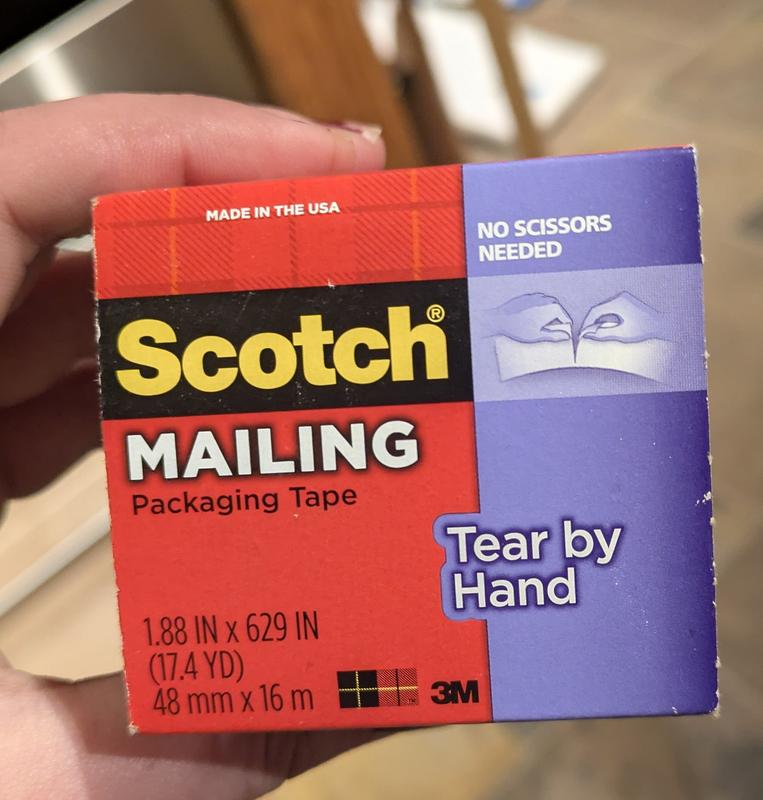 MADE IN THE USA
Scotch®
MAILING
Packaging Tape
1.88 IN x 629 IN
(17.4 YD)
48 mm x 16 m
™ 3M
NO SCISSORS
NEEDED
Tear by
Hand